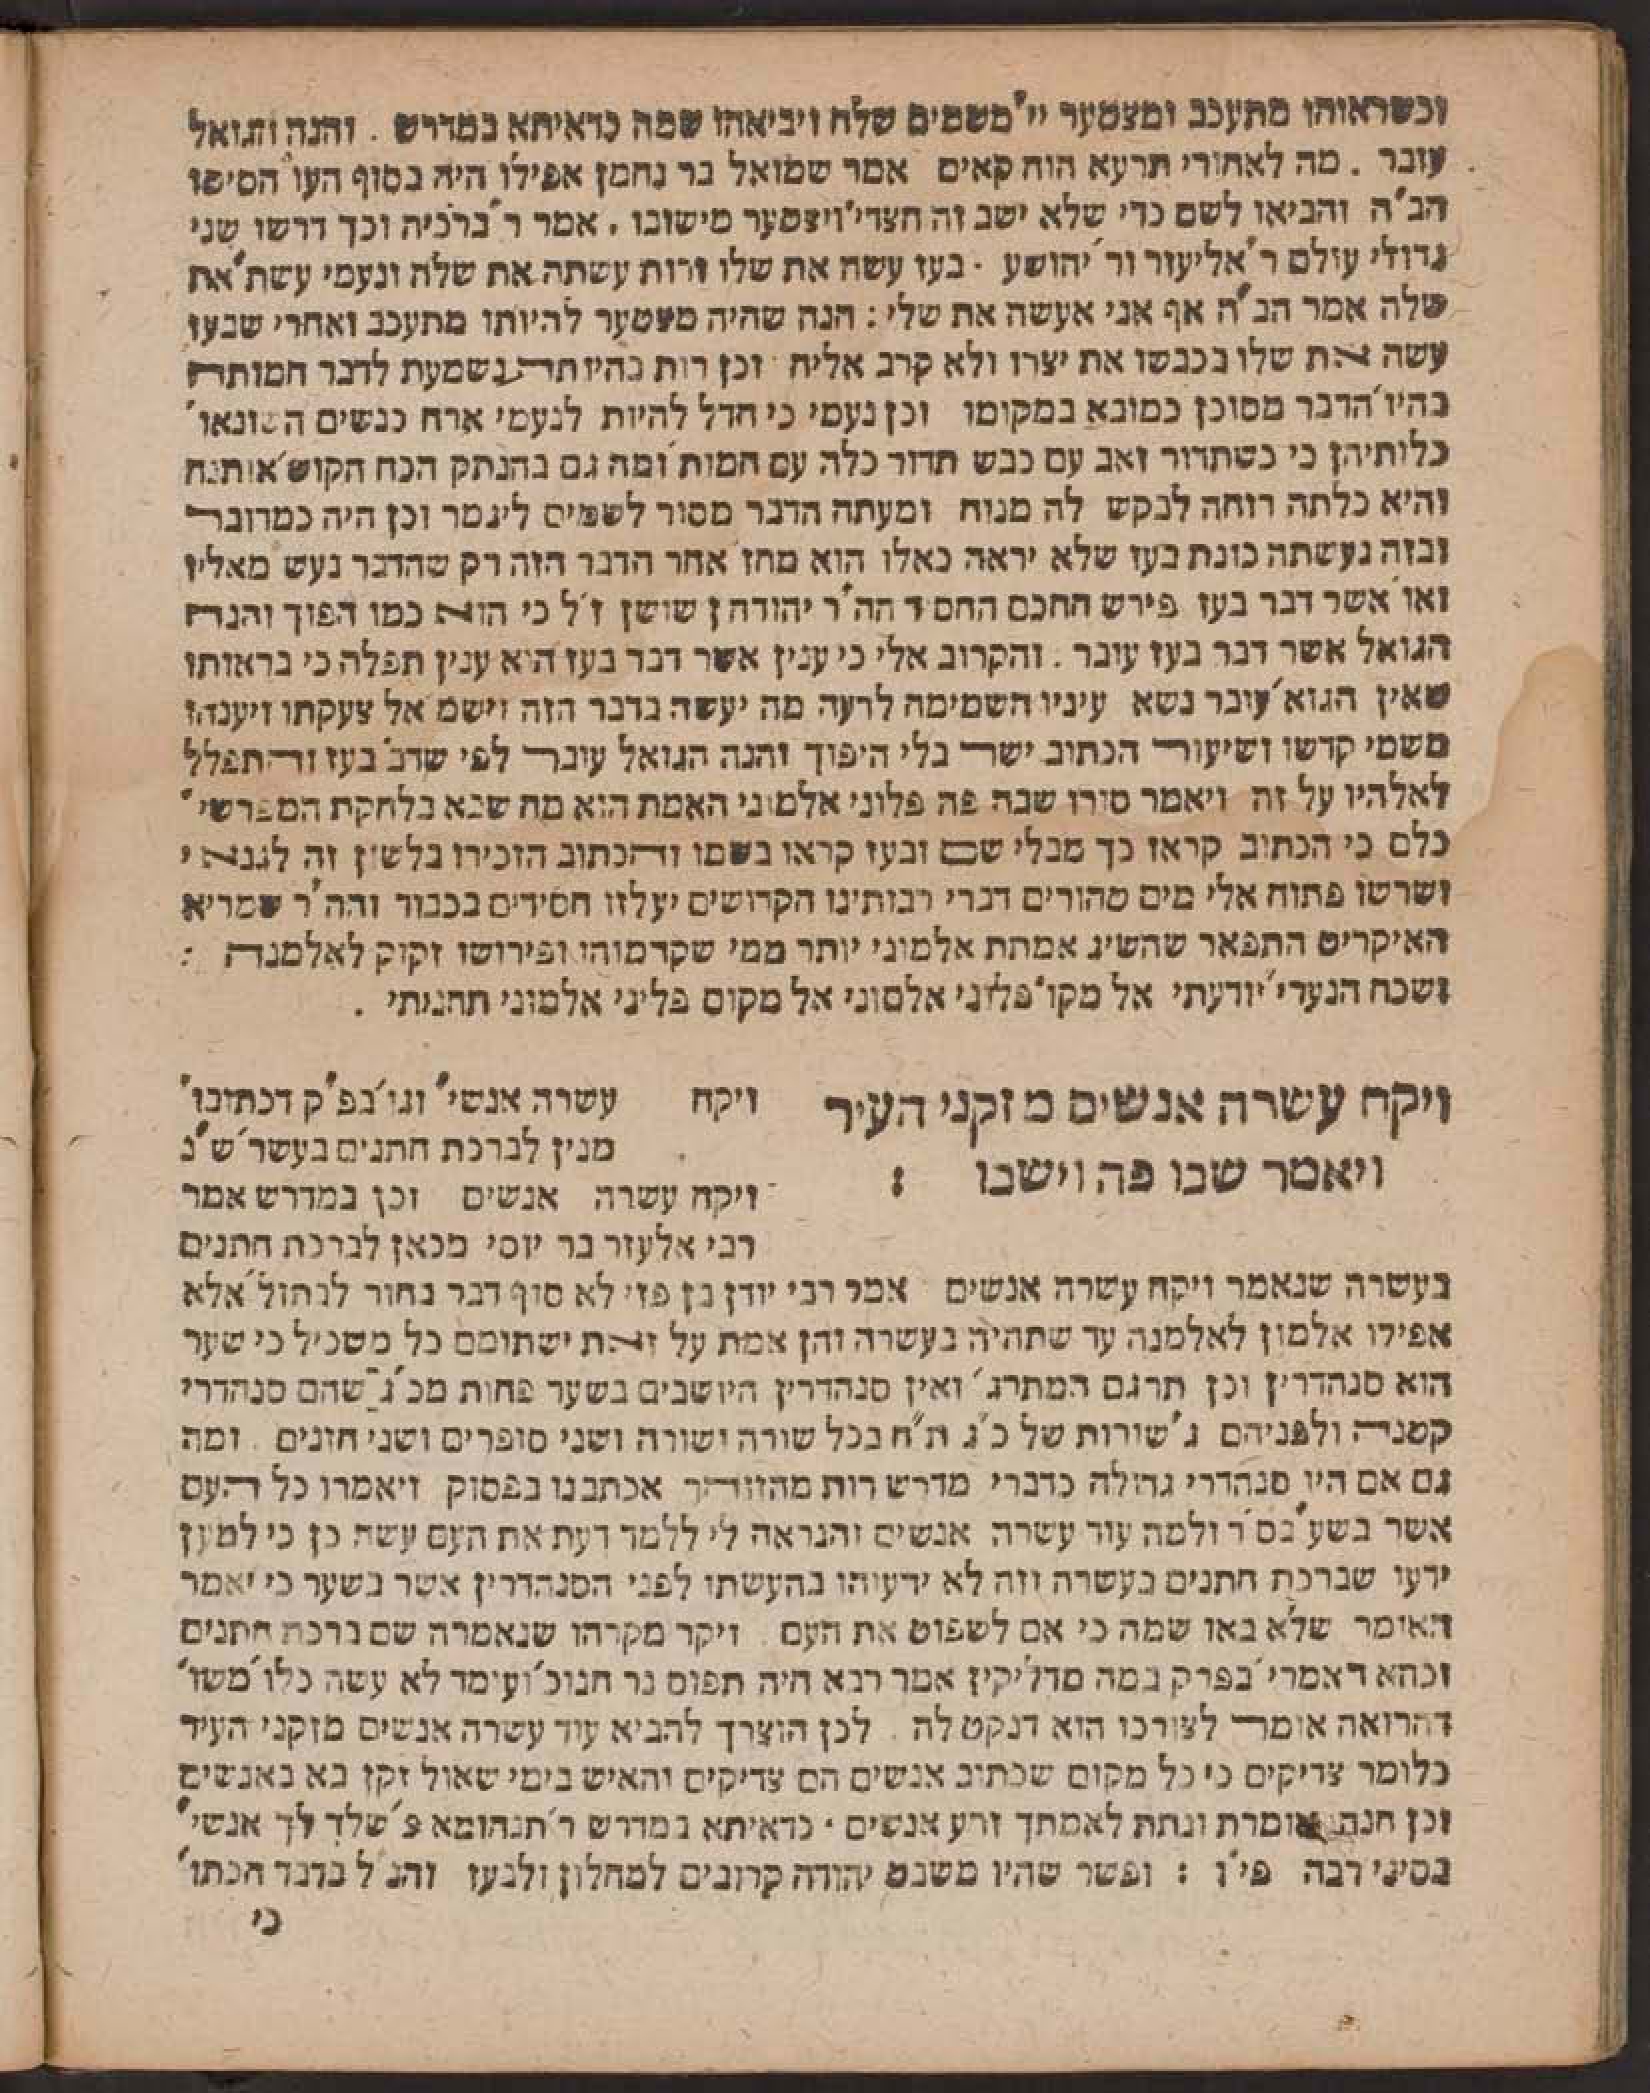 וכשראוהו מתעכב ומצטער יי' משמים שלח ויביאהו שמה כדאיתא במדרש . והנה הגואל
עובר . מה לאחורי תרעא הוה קאים אמר שמואל בר נחמן אפילו היה בסוף העו' הטיסו
הב"ה והביאו לשם כדי שלא ישב זה הצדי' ויצטער מישובו . אמר ר' ברכיה וכך דרשו שני
גדולי עולם ר' אליעזר ור' יהושע . בעז עשה את שלו ורות עשתה את שלה ונעמי עשת' את
שלה אמר הב"ה אף אני אעשה את שלי : הנה שהיה מצטער להיותו מתעכב ואחרי שבעז
עשה את שלו בכבשו את יצרו ולא קרב אליה וכן רות בהיותה נשמעת לדבר חמותה
בהיו' הדבר מסוכן כמובא במקומו וכן נעמי כי חדל להיות לנעמי ארח כנשים השונאו'
כלותיהן כי כשתדור זאב עם כבש תדור כלה עם חמות ומה גם בהנתק הכח הקוש' אותנה
והיא כלתה רוחה לבקש לה מנוח ומעתה הדבר מסור לשמים ליגמר וכן היה כמדובר
ובזה נעשתה כונת בעז שלא יראה כאלו הוא מחז' אחר הדבר הזה רק שהדבר נעש' מאליו
ואו' אשר דבר בעז פירש החכם החסיד הה"ר יהודה ן שושן ז"ל כי הוא כמו הפוך והנה
הגואל אשר דבר בעז עובר . והקרוב אלי כי ענין אשר דבר בעז הוא ענין תפלה כי בראותו
שאין הגוא' עובר נשא עיניו השמימה לרעה מה יעשה בדבר הזה וישמ' אל צעקתו ויענהו
משמי קדשו ושיעור הכתוב ישר בלי היפוך והנה הגואל עובר לפי שדב' בעז והתפלל
לאלהיו על זה ויאמר סורו שבה פה פלוני אלמוני האמת הוא מה שבא בלהקת המפרשי'
כלם כי הכתוב קראו כך מבלי שם ובעז קראו בשמו והכתוב הזכירו בלשון זה לגנאי
ושרשו פתוח אלי מים טהורים דברי רבותינו הקדושים יעלזו חסידים בכבוד והה"ר שמריא
האיקריטי התפאר שהשיג אמתת אלמוני יותר ממי שקדמוהו ופירושו זקוק לאלמנה :
ושכח הנערי' יודעתי אל מקו' פלוני אלמוני אל מקום פליני אלמוני תחנותי .
ויקח עשרה אנשים מזקני העיר
ויאמר שבו פה וישבו :
ויקח עשרה אנשי' וגו' בפ"ק דכתובו'
מנין לברכת חתנים בעשר' ש"נ
ויקח עשרה אנשים וכן במדרש אמר
רבי אלעזר בר יוסי מכאן לברכת חתנים
בעשרה שנאמר ויקח עשרה אנשים אמר רבי יודן בן פזי לא סוף דבר בחור לבתול' אלא
אפילו אלמון לאלמנה עד שתהיה בעשרה והן אמת על זאת ישתומם כל משכיל כי שער
הוא סנהדרין וכן תרגם המתרג' ואין סנהדרין היושבים בשער פחות מכ"ג שהם סנהדרי
קטנה ולפניהם ג' שורות של כ"ג ת"ח בכל שורה ושורה ושני סופרים ושני חזנים . ומה
גם אם היו סנהדרי גדולה כדברי מדרש רות מהזוהר אכתבנו בפסוק ויאמרו כל העם
אשר בשע' בס"ד ולמה עוד עשרה אנשים והנראה לי ללמד דעת את העם עשה כן כי למען
ידעו שברכת חתנים בעשרה וזה לא ידעוהו בהעשתו לפני הסנהדרין אשר בשער כי יאמר
האומר שלא באו שמה כי אם לשפוט את העם ויקר מקרהו שנאמרה שם ברכת חתנים
וכהא דאמרי' בפרק במה מדליקין אמר רבא היה תפוס נר חנוכ' ועומד לא עשה כלו' משו'
דהרואה אומר לצורכו הוא דנקט לה . לכן הוצרך להביא עוד עשרה אנשים מזקני העיר
כלומר צדיקים כי כל מקום שכתוב אנשים הם צדיקים והאיש בימי שאול זקן בא באנשים
וכן חנה אומרת ונתת לאמתך זרע אנשים . כדאיתא במדרש ר' תנחומא פ' שלך לך אנשי'
בסיני רבה פי"ו : ופשר שהיו משבט יהודה קרובים למחלון ולבעז והנ"ל בדבר הכתו'
כי